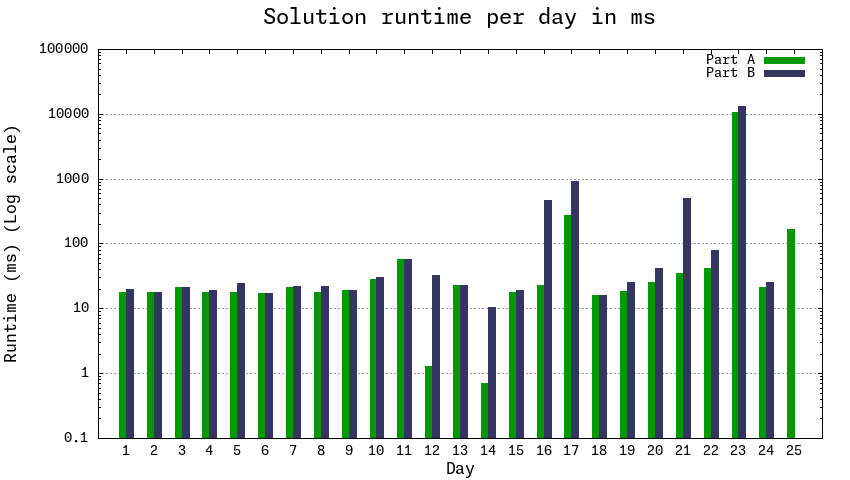 Solution runtime per day in ms
Runtime (ms) (Log scale)
100000
10000
1000
100
10
1
0.1
Part A
Part B
1 2 3 4 5 6 7 8 9 10 11 12 13 14 15 16 17 18 19 20 21 22 23 24 25
Day